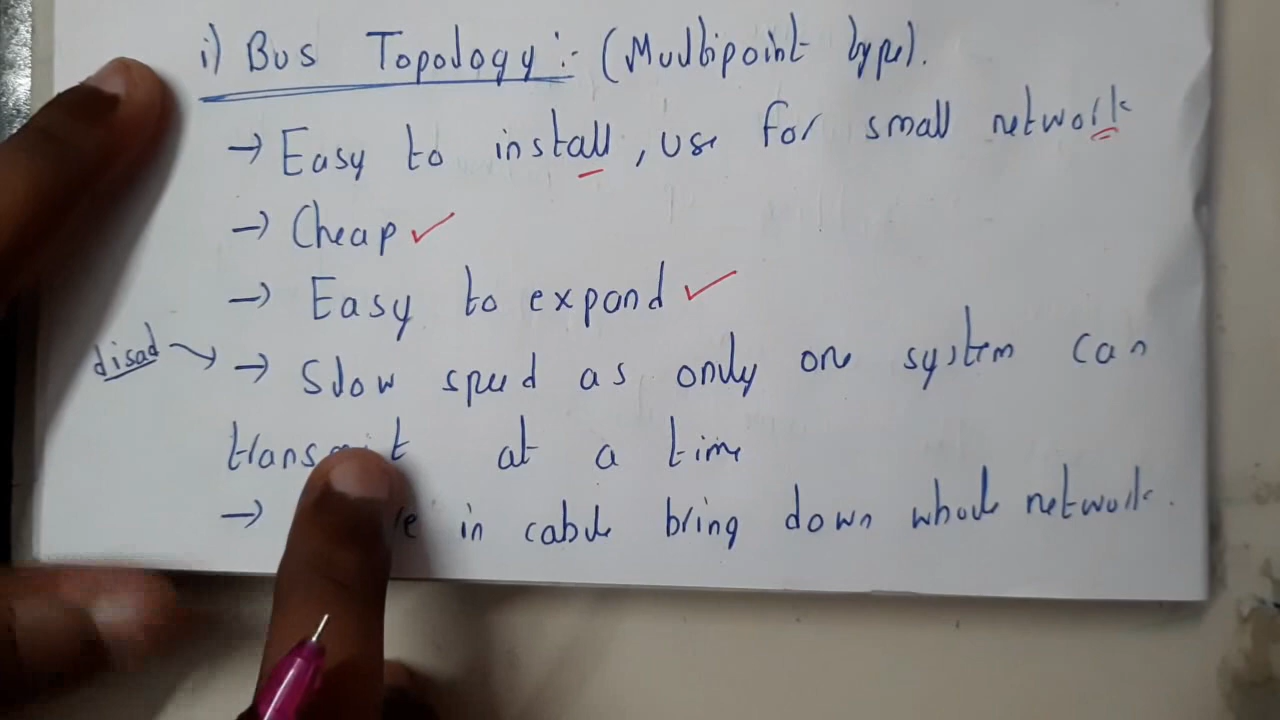 i) Bus Topology :- (Multipoint type).
→ Easy to install, use for small network
→ Cheap ✓
→ Easy to expand ✓
disad → → Slow speed as only one system can
transmit at a time
→ in cable bring down whole network.